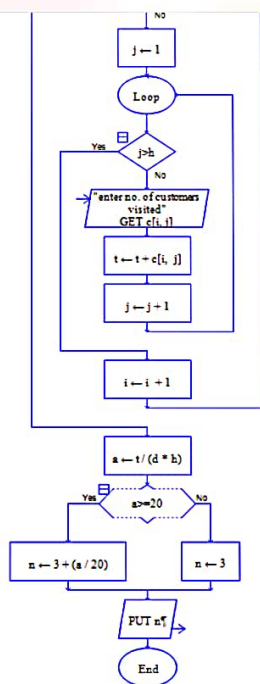 No
j ← 1
Loop
Yes
j>h
No
"enter no. of customers
visited"
GET c[i, j]
t ← t + c[i, j]
j ← j + 1
i ← i + 1
a ← t / (d * h)
Yes
a>=20
No
n ← 3 + (a / 20)
n ← 3
PUT n¶
End